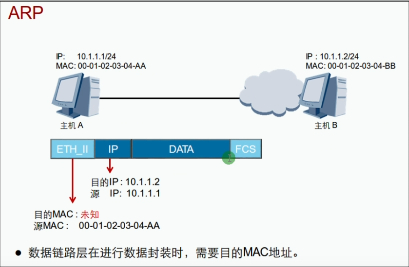 ARP
IP: 10.1.1.1/24
MAC: 00-01-02-03-04-AA
IP : 10.1.1.2/24
MAC: 00-01-02-03-04-BB
主机 A
主机 B
ETH_II IP DATA FCS
目的IP : 10.1.1.2
源 IP: 10.1.1.1
目的MAC : 未知
源MAC： 00-01-02-03-04-AA
● 数据链路层在进行数据封装时，需要目的MAC地址。